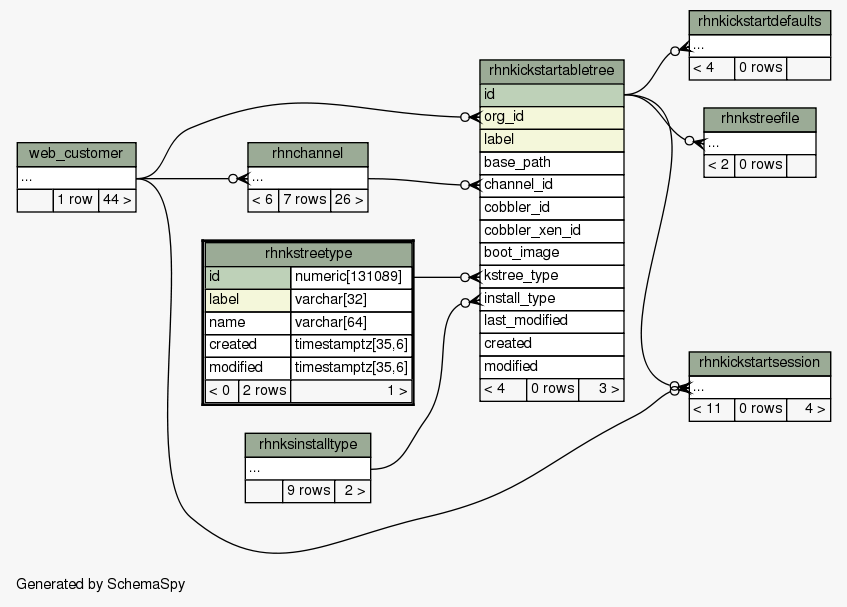 rhnkickstartdefaults
...
< 4 0 rows
rhnkickstartabletree
id
org_id
label
base_path
channel_id
cobbler_id
cobbler_xen_id
boot_image
kstree_type
install_type
last_modified
created
modified
< 4 0 rows 3 >
rhnkstreefile
...
< 2 0 rows
web_customer
...
1 row 44 >
rhnchannel
...
< 6 7 rows 26 >
rhnkstreetype
id numeric[131089]
label varchar[32]
name varchar[64]
created timestamptz[35,6]
modified timestamptz[35,6]
< 0 2 rows 1 >
rhnkickstartsession
...
< 11 0 rows 4 >
rhnksinstalltype
...
9 rows 2 >
Generated by SchemaSpy